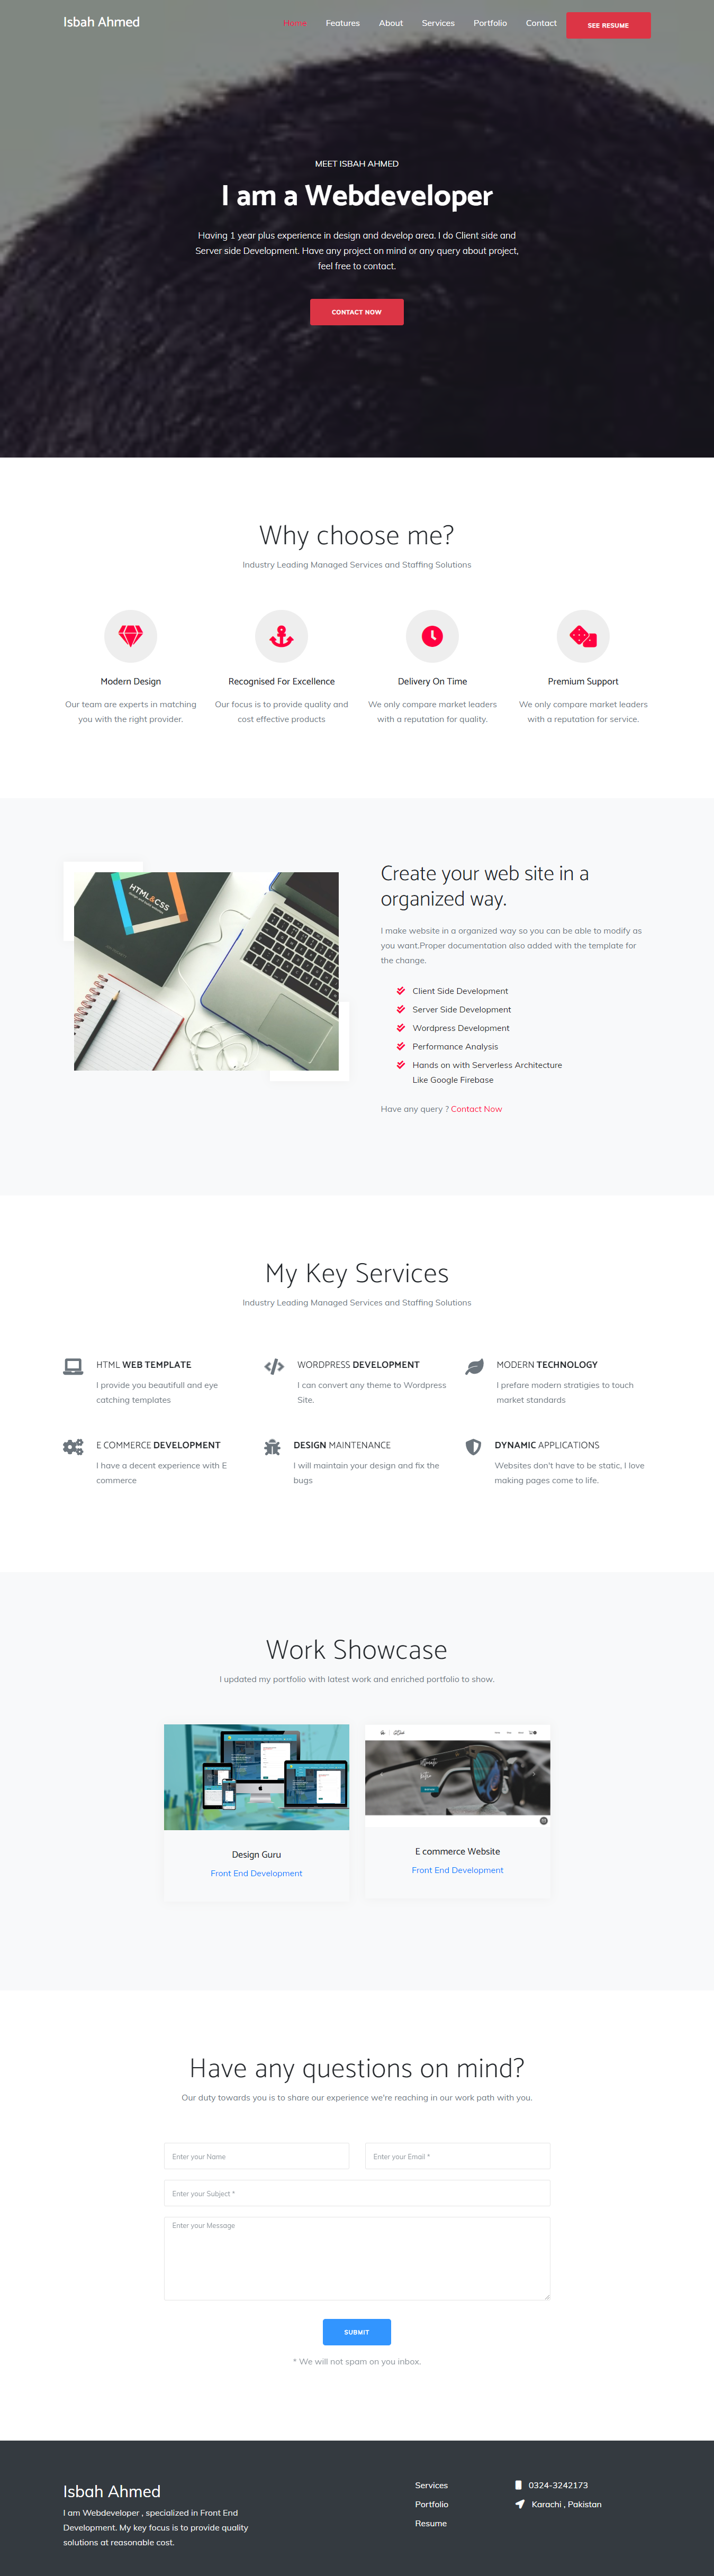 Isbah Ahmed
Home Features About Services Portfolio Contact SEE RESUME
MEET ISBAH AHMED
I am a Webdeveloper
Having 1 year plus experience in design and develop area. I do Client side and
Server side Development. Have any project on mind or any query about project,
feel free to contact.
CONTACT NOW
Why choose me?
Industry Leading Managed Services and Staffing Solutions
Modern Design
Our team are experts in matching
you with the right provider.
Recognised For Excellence
Our focus is to provide quality and
cost effective products
Delivery On Time
We only compare market leaders
with a reputation for quality.
Premium Support
We only compare market leaders
with a reputation for service.
HTML&CSS
Create your web site in a
organized way.
I make website in a organized way so you can be able to modify as
you want.Proper documentation also added with the template for
the change.
Client Side Development
Server Side Development
Wordpress Development
Performance Analysis
Hands on with Serverless Architecture
Like Google Firebase
Have any query ? Contact Now
My Key Services
Industry Leading Managed Services and Staffing Solutions
HTML WEB TEMPLATE
I provide you beautifull and eye
catching templates
WORDPRESS DEVELOPMENT
I can convert any theme to Wordpress
Site.
MODERN TECHNOLOGY
I prefare modern stratigies to touch
market standards
E COMMERCE DEVELOPMENT
I have a decent experience with E
commerce
DESIGN MAINTENANCE
I will maintain your design and fix the
bugs
DYNAMIC APPLICATIONS
Websites don't have to be static, I love
making pages come to life.
Work Showcase
I updated my portfolio with latest work and enriched portfolio to show.
Design Guru
Front End Development
E commerce Website
Front End Development
Have any questions on mind?
Our duty towards you is to share our experience we're reaching in our work path with you.
Enter your Name
Enter your Email *
Enter your Subject *
Enter your Message
SUBMIT
* We will not spam on you inbox.
Isbah Ahmed
I am Webdeveloper , specialized in Front End
Development. My key focus is to provide quality
solutions at reasonable cost.
Services
Portfolio
Resume
0324-3242173
Karachi , Pakistan